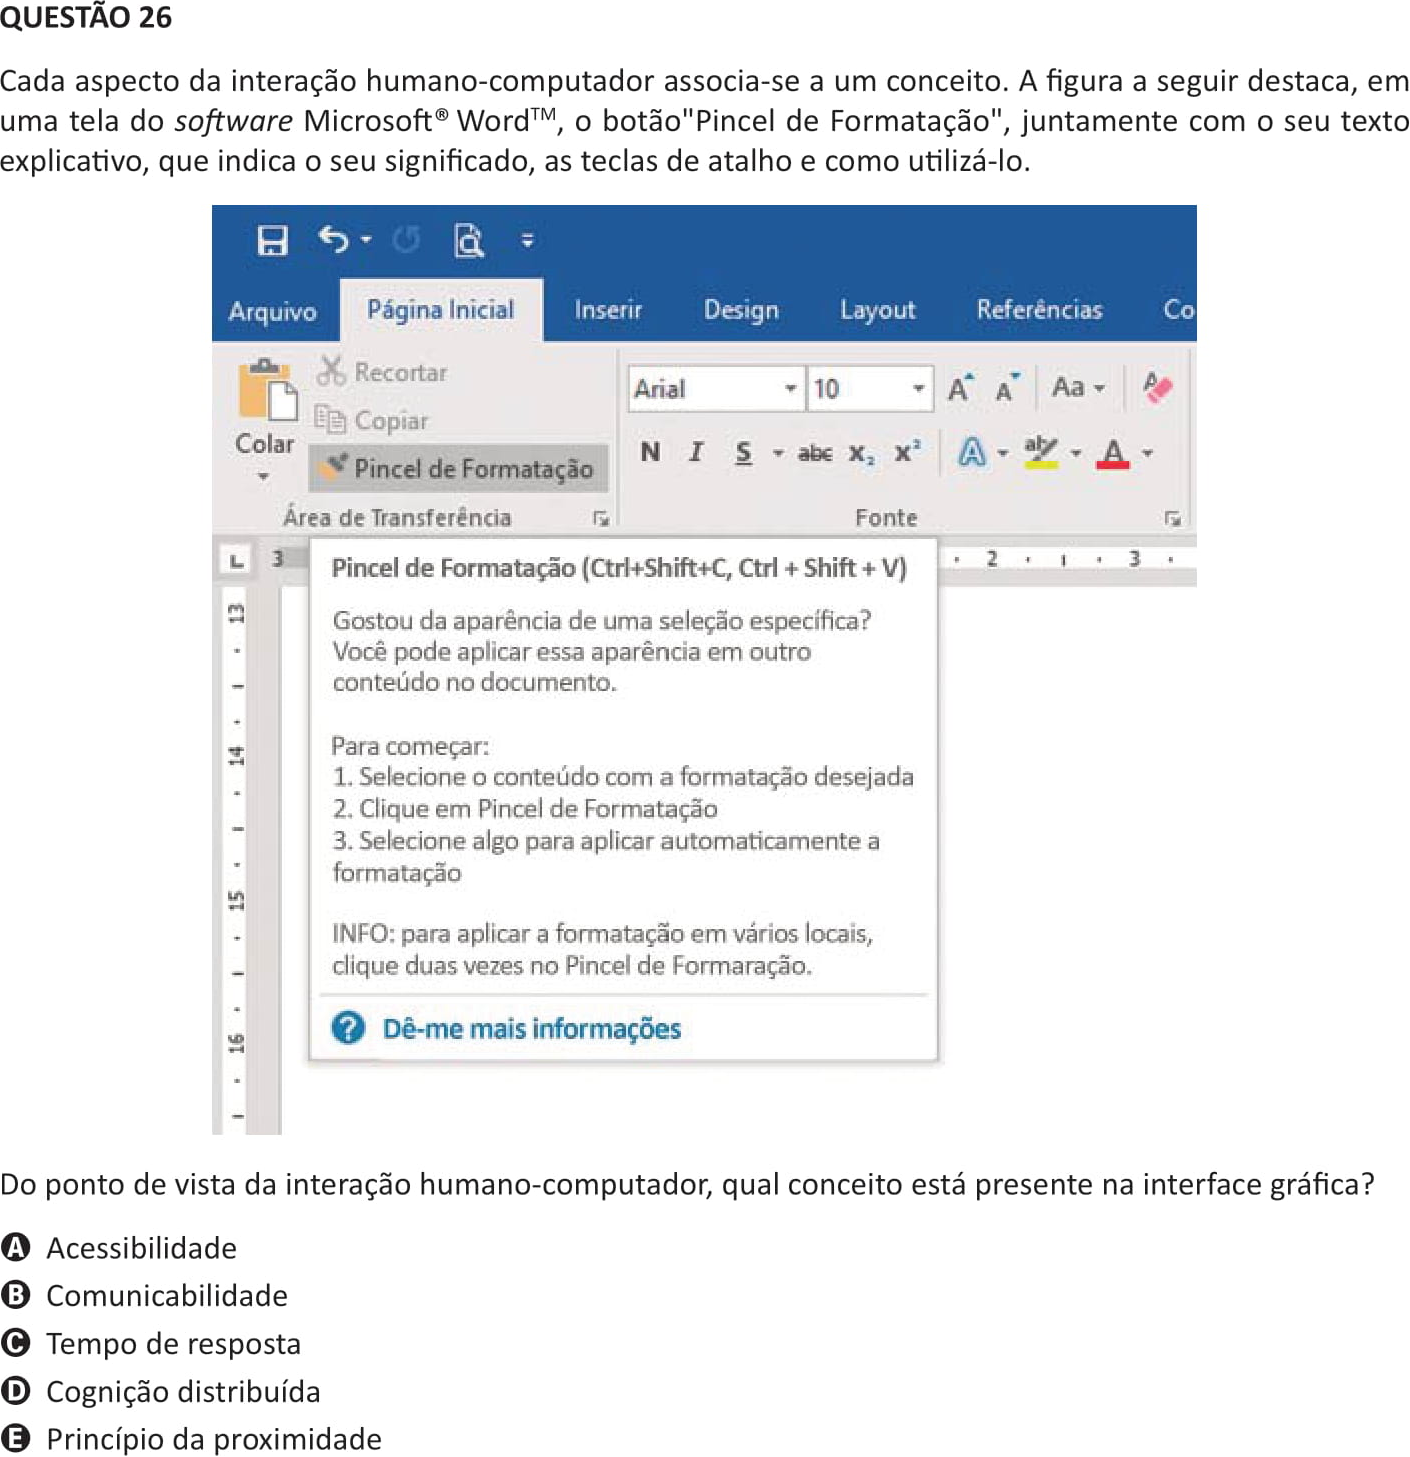 QUESTÃO 26
Cada aspecto da interação humano-computador associa-se a um conceito. A figura a seguir destaca, em
uma tela do software Microsoft® Word™, o botão"Pincel de Formatação", juntamente com o seu texto
explicativo, que indica o seu significado, as teclas de atalho e como utilizá-lo.
Arquivo Página Inicial Inserir Design Layout Referências Co
Recortar
Copiar
Colar
Pincel de Formatação
Área de Transferência
Arial 10 A A Aa A
N I S abc X₂ X² A ab A
Fonte
L 3 2 1 3
Pincel de Formatação (Ctrl+Shift+C, Ctrl + Shift + V)
Gostou da aparência de uma seleção específica?
Você pode aplicar essa aparência em outro
conteúdo no documento.
Para começar:
1. Selecione o conteúdo com a formatação desejada
2. Clique em Pincel de Formatação
3. Selecione algo para aplicar automaticamente a
formatação
INFO: para aplicar a formatação em vários locais,
clique duas vezes no Pincel de Formaração.
? Dê-me mais informações
13
14
15
16
Do ponto de vista da interação humano-computador, qual conceito está presente na interface gráfica?
A Acessibilidade
B Comunicabilidade
C Tempo de resposta
D Cognição distribuída
E Princípio da proximidade